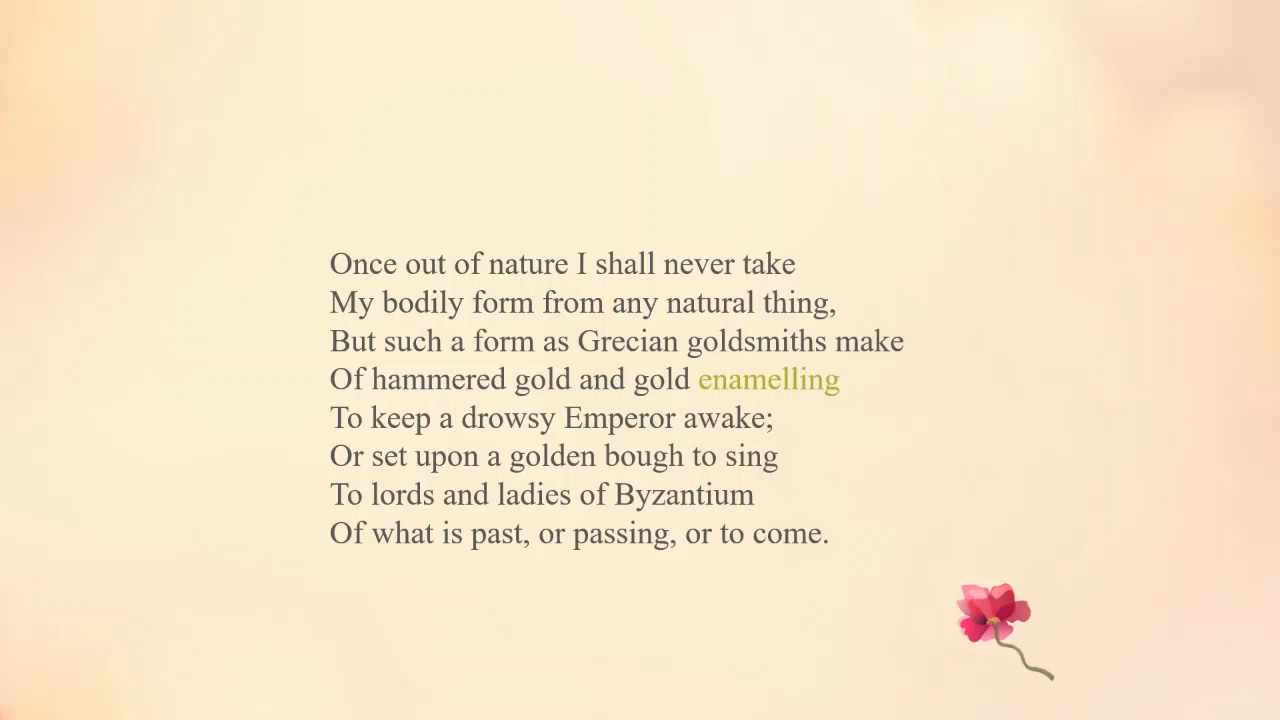 Once out of nature I shall never take
My bodily form from any natural thing,
But such a form as Grecian goldsmiths make
Of hammered gold and gold enamelling
To keep a drowsy Emperor awake;
Or set upon a golden bough to sing
To lords and ladies of Byzantium
Of what is past, or passing, or to come.